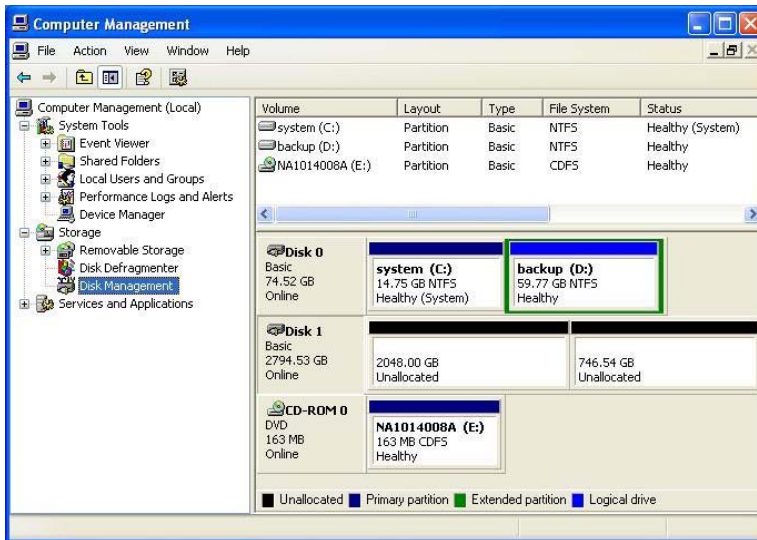 Computer Management
File Action View Window Help
Computer Management (Local)
System Tools
Event Viewer
Shared Folders
Local Users and Groups
Performance Logs and Alerts
Device Manager
Storage
Removable Storage
Disk Defragmenter
Disk Management
Services and Applications
Volume Layout Type File System Status
system (C:) Partition Basic NTFS Healthy (System)
backup (D:) Partition Basic NTFS Healthy
NA1014008A (E:) Partition Basic CDFS Healthy
Disk 0
Basic
74.52 GB
Online
system (C:)
14.75 GB NTFS
Healthy (System)
backup (D:)
59.77 GB NTFS
Healthy
Disk 1
Basic
2794.53 GB
Online
2048.00 GB
Unallocated
746.54 GB
Unallocated
CD-ROM 0
DVD
163 MB
Online
NA1014008A (E:)
163 MB CDFS
Healthy
Unallocated Primary partition Extended partition Logical drive